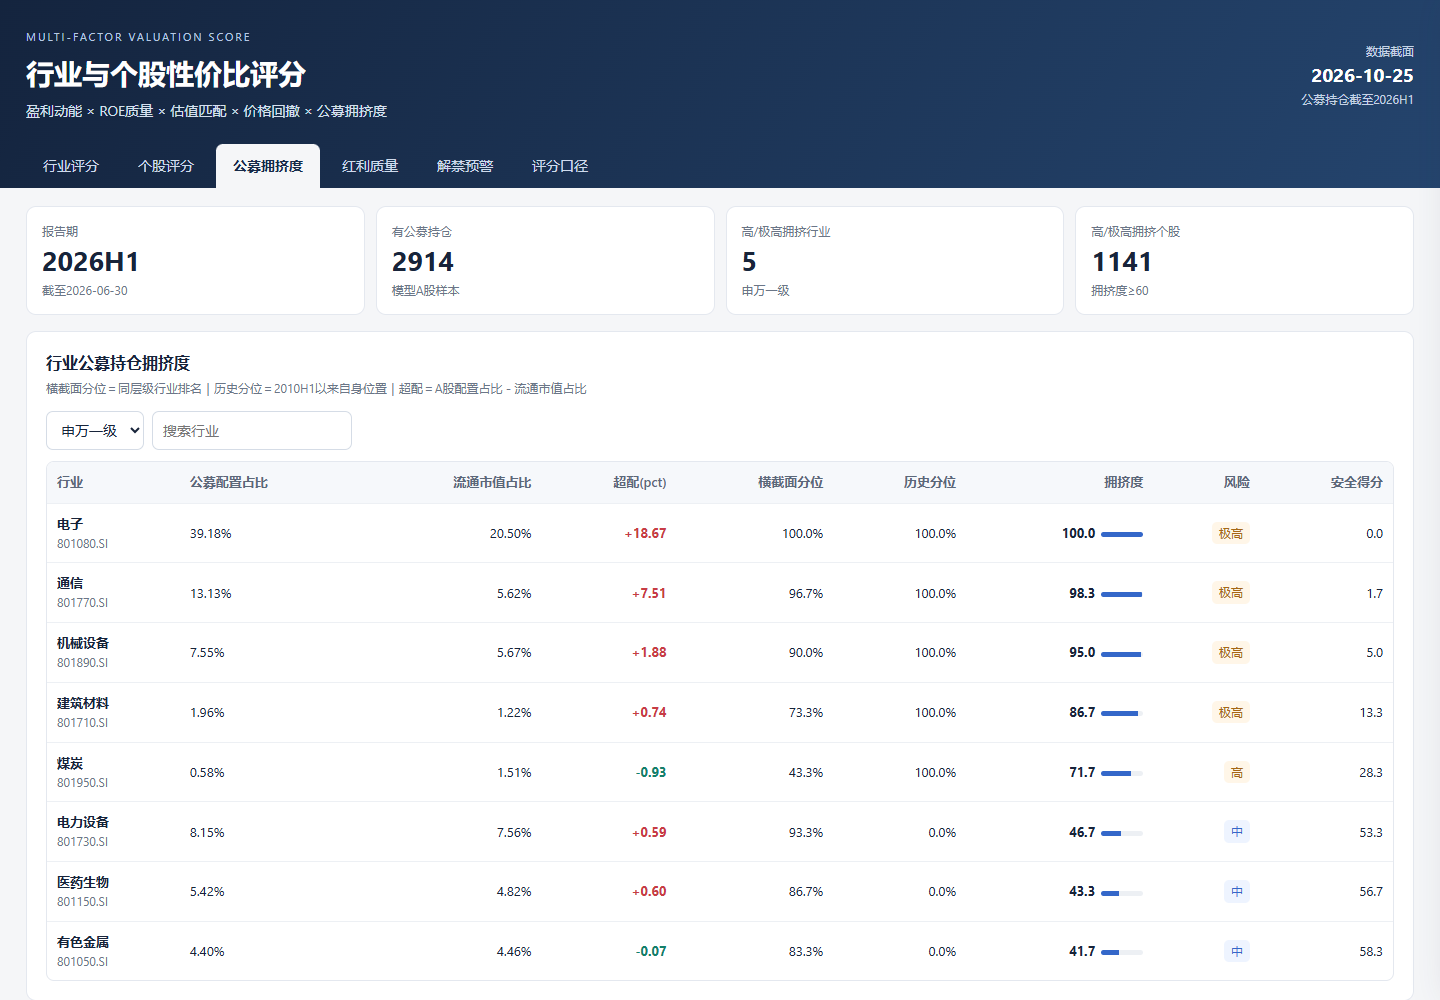 MULTI-FACTOR VALUATION SCORE
行业与个股性价比评分
盈利动能 × ROE质量 × 估值匹配 × 价格回撤 × 公募拥挤度
数据截面
2026-10-25
公募持仓截至2026H1
行业评分 个股评分 公募拥挤度 红利质量 解禁预警 评分口径
报告期
2026H1
截至2026-06-30
有公募持仓
2914
模型A股样本
高/极高拥挤行业
5
申万一级
高/极高拥挤个股
1141
拥挤度≥60
行业公募持仓拥挤度
横截面分位 = 同层级行业排名 | 历史分位 = 2010H1以来自身位置 | 超配 = A股配置占比 - 流通市值占比
申万一级 搜索行业
行业 公募配置占比 流通市值占比 超配(pct) 横截面分位 历史分位 拥挤度 风险 安全得分
电子
801080.SI
39.18% 20.50% +18.67 100.0% 100.0% 100.0 极高 0.0
通信
801770.SI
13.13% 5.62% +7.51 96.7% 100.0% 98.3 极高 1.7
机械设备
801890.SI
7.55% 5.67% +1.88 90.0% 100.0% 95.0 极高 5.0
建筑材料
801710.SI
1.96% 1.22% +0.74 73.3% 100.0% 86.7 极高 13.3
煤炭
801950.SI
0.58% 1.51% -0.93 43.3% 100.0% 71.7 高 28.3
电力设备
801730.SI
8.15% 7.56% +0.59 93.3% 0.0% 46.7 中 53.3
医药生物
801150.SI
5.42% 4.82% +0.60 86.7% 0.0% 43.3 中 56.7
有色金属
801050.SI
4.40% 4.46% -0.07 83.3% 0.0% 41.7 中 58.3